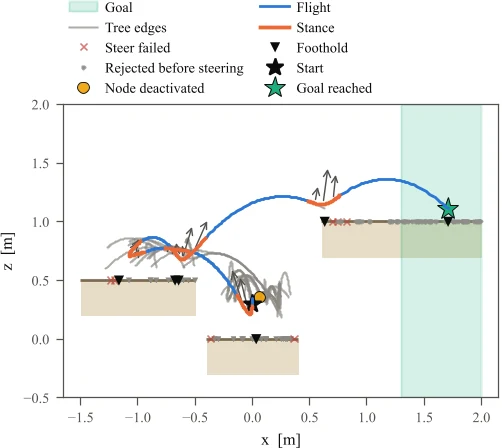 Goal
Tree edges
Steer failed
Rejected before steering
Node deactivated
Flight
Stance
Foothold
Start
Goal reached
2.0
1.5
1.0
0.5
0.0
−0.5
z [m]
−1.5 −1.0 −0.5 0.0 0.5 1.0 1.5 2.0
x [m]